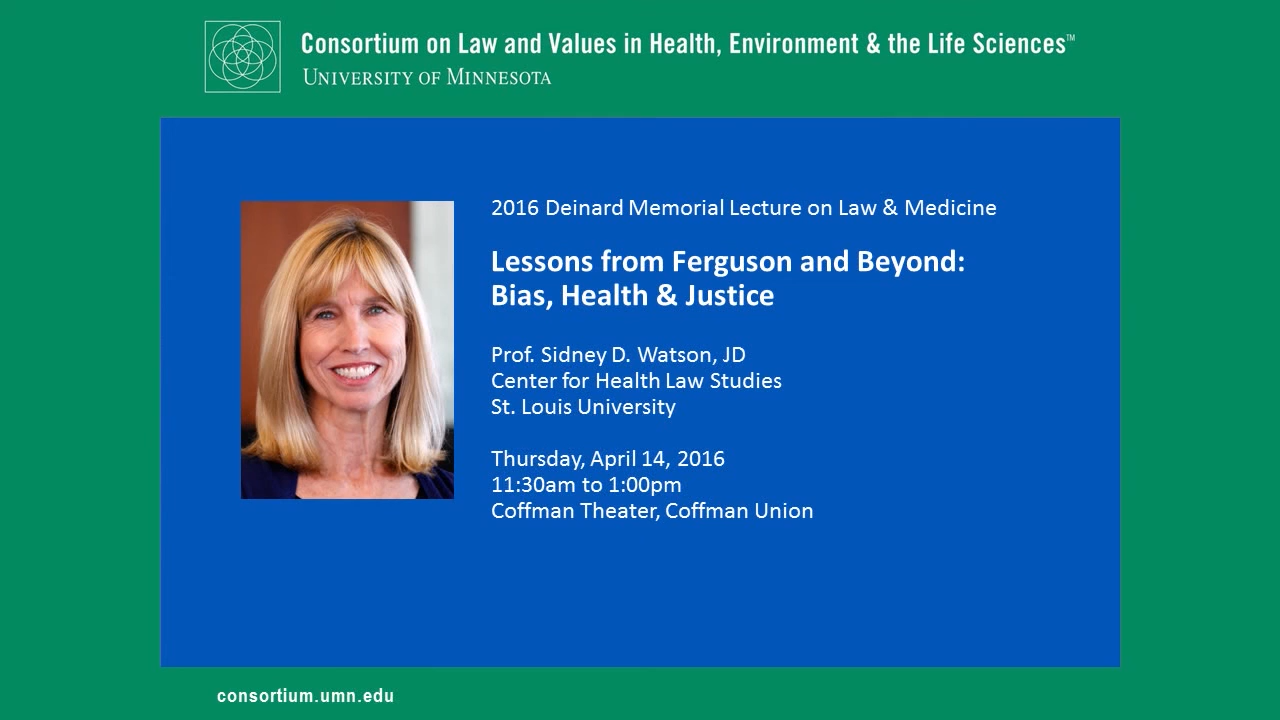 Consortium on Law and Values in Health, Environment & the Life Sciences™
University of Minnesota
2016 Deinard Memorial Lecture on Law & Medicine
Lessons from Ferguson and Beyond:
Bias, Health & Justice
Prof. Sidney D. Watson, JD
Center for Health Law Studies
St. Louis University
Thursday, April 14, 2016
11:30am to 1:00pm
Coffman Theater, Coffman Union
consortium.umn.edu